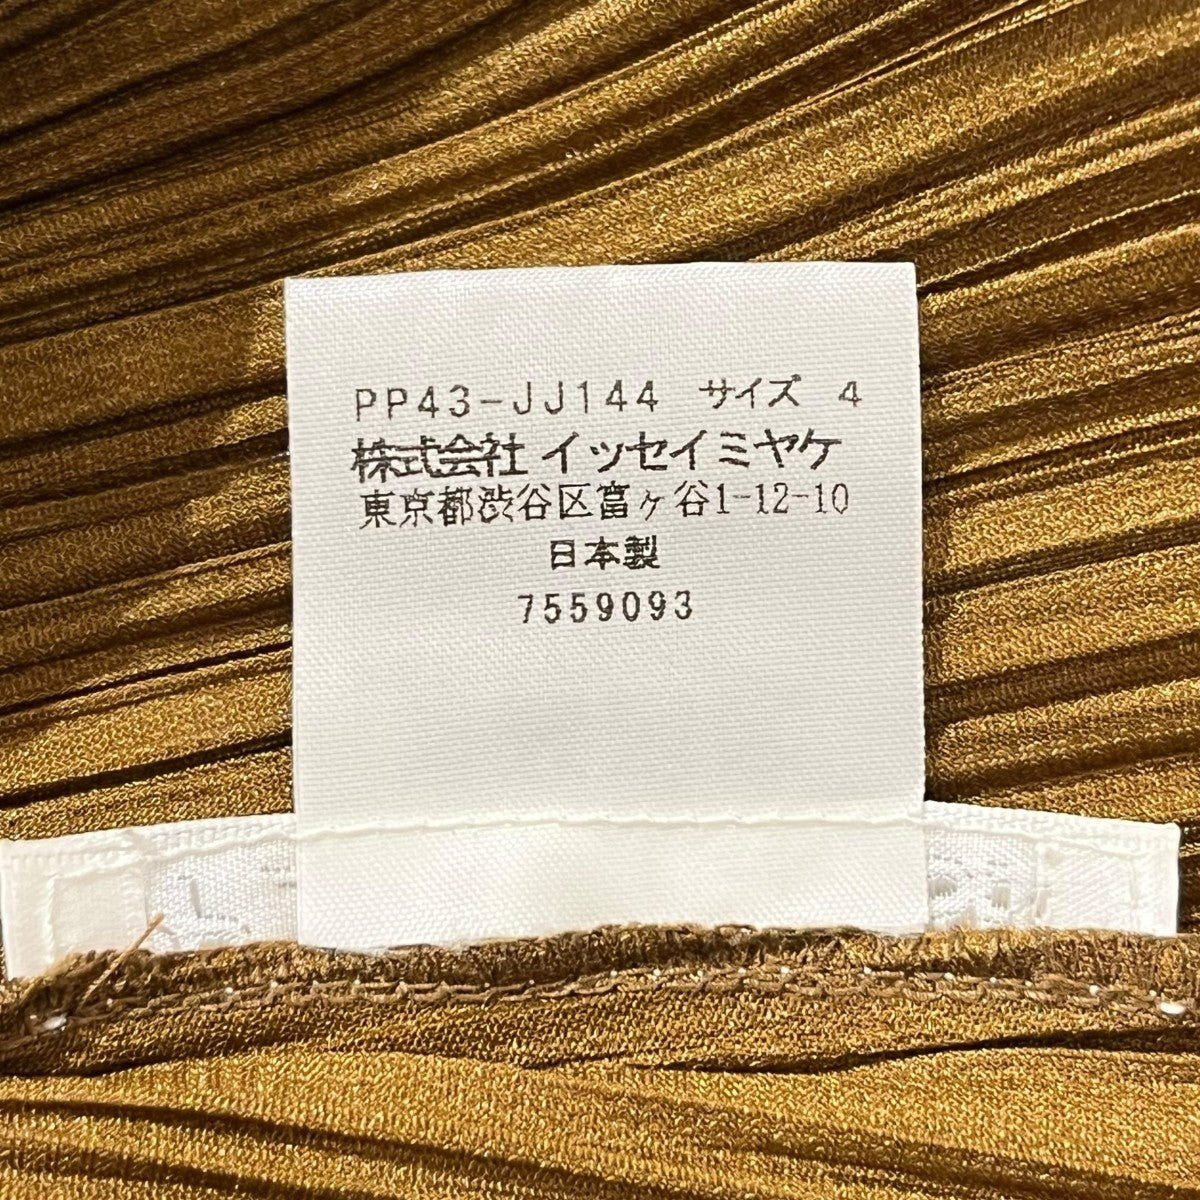 PP43-JJ144 サイズ 4
株式会社 イッセイミヤケ
東京都渋谷区富ヶ谷1-12-10
日本製
7559093